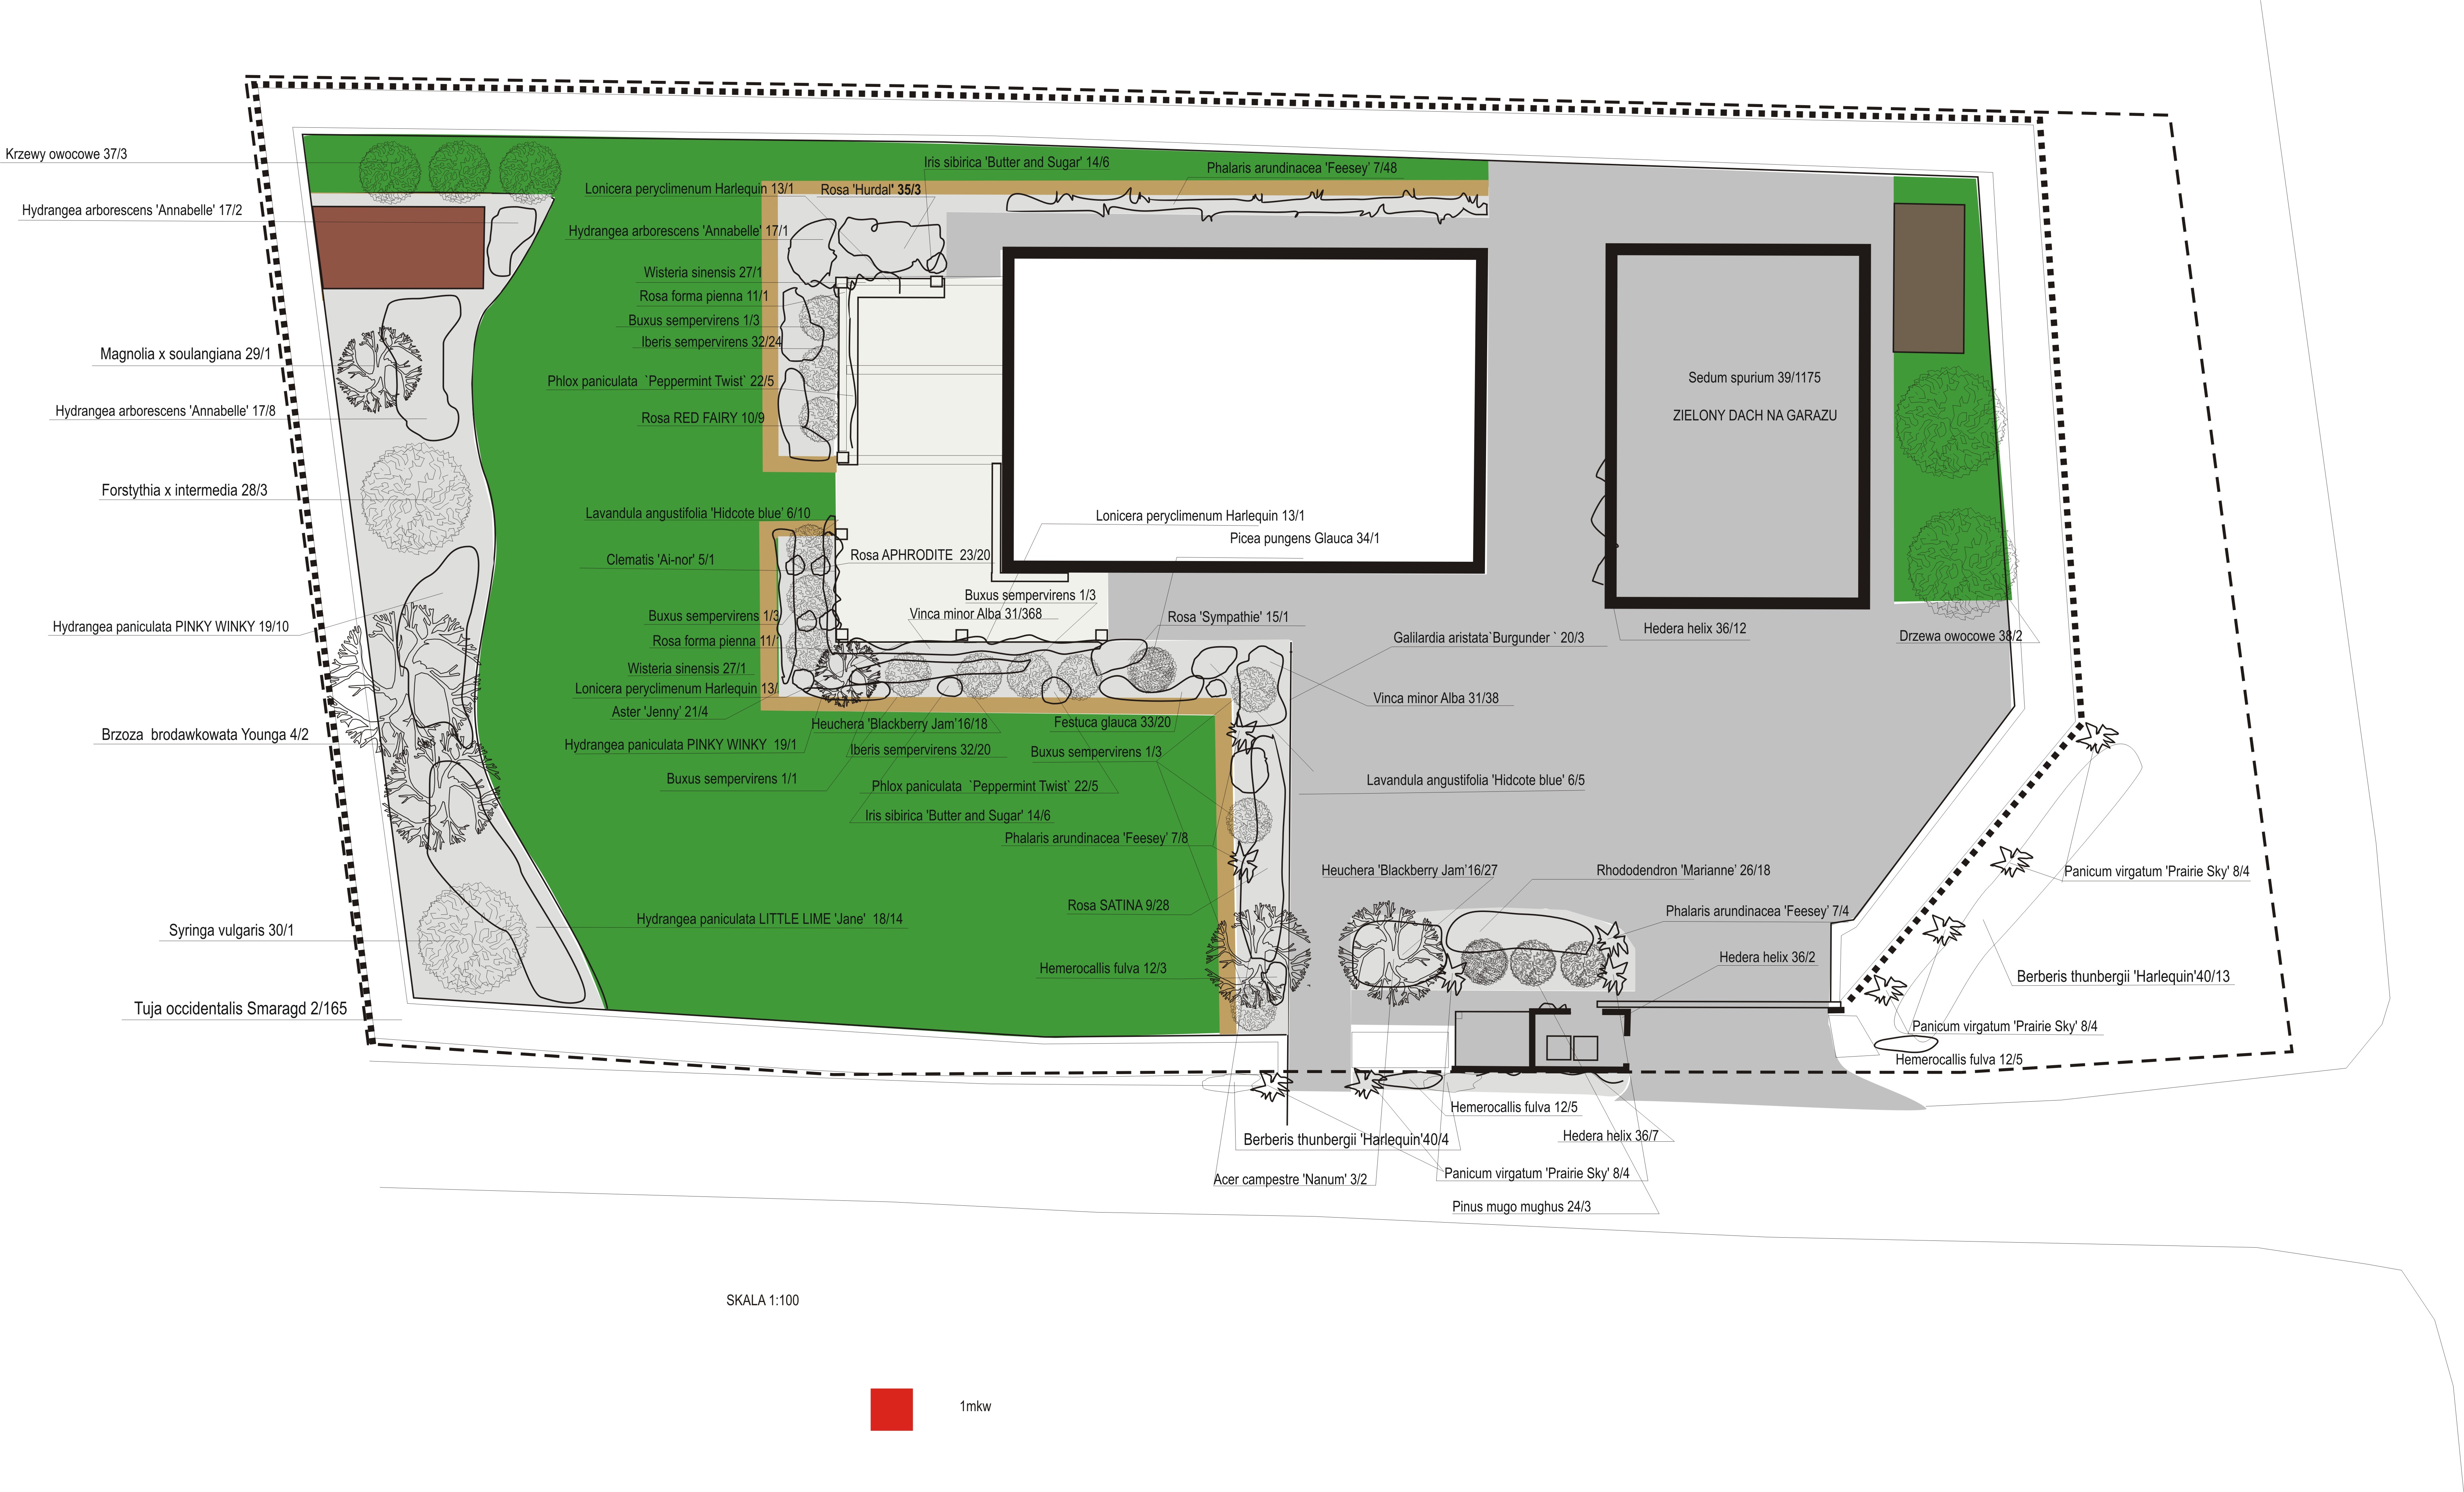 Krzewy owocowe 37/3
Hydrangea arborescens 'Annabelle' 17/2
Magnolia x soulangiana 29/1
Hydrangea arborescens 'Annabelle' 17/8
Forstythia x intermedia 28/3
Hydrangea paniculata PINKY WINKY 19/10
Brzoza brodawkowata Younga 4/2
Syringa vulgaris 30/1
Tuja occidentalis Smaragd 2/165
Iris sibirica 'Butter and Sugar' 14/6
Phalaris arundinacea 'Feesey' 7/48
Lonicera peryclimenum Harlequin 13/1
Rosa 'Hurdal' 35/3
Hydrangea arborescens 'Annabelle' 17/1
Wisteria sinensis 27/1
Rosa forma pienna 11/1
Buxus sempervirens 1/3
Iberis sempervirens 32/24
Phlox paniculata `Peppermint Twist` 22/5
Rosa RED FAIRY 10/9
Lavandula angustifolia 'Hidcote blue' 6/10
Clematis 'Ai-nor' 5/1
Rosa APHRODITE 23/20
Lonicera peryclimenum Harlequin 13/1
Picea pungens Glauca 34/1
Buxus sempervirens 1/3
Vinca minor Alba 31/368
Rosa 'Sympathie' 15/1
Buxus sempervirens 1/3
Rosa forma pienna 11/1
Wisteria sinensis 27/1
Lonicera peryclimenum Harlequin 13/
Aster 'Jenny' 21/4
Heuchera 'Blackberry Jam'16/18
Festuca glauca 33/20
Hydrangea paniculata PINKY WINKY 19/1
Iberis sempervirens 32/20
Buxus sempervirens 1/3
Buxus sempervirens 1/1
Phlox paniculata `Peppermint Twist` 22/5
Iris sibirica 'Butter and Sugar' 14/6
Phalaris arundinacea 'Feesey' 7/8
Rosa SATINA 9/28
Hydrangea paniculata LITTLE LIME 'Jane' 18/14
Hemerocallis fulva 12/3
Sedum spurium 39/1175
ZIELONY DACH NA GARAZU
Hedera helix 36/12
Drzewa owocowe 38/2
Galilardia aristata`Burgunder ` 20/3
Vinca minor Alba 31/38
Lavandula angustifolia 'Hidcote blue' 6/5
Heuchera 'Blackberry Jam'16/27
Rhododendron 'Marianne' 26/18
Phalaris arundinacea 'Feesey' 7/4
Hedera helix 36/2
Panicum virgatum 'Prairie Sky' 8/4
Berberis thunbergii 'Harlequin'40/13
Panicum virgatum 'Prairie Sky' 8/4
Hemerocallis fulva 12/5
Hemerocallis fulva 12/5
Berberis thunbergii 'Harlequin'40/4
Hedera helix 36/7
Acer campestre 'Nanum' 3/2
Panicum virgatum 'Prairie Sky' 8/4
Pinus mugo mughus 24/3
SKALA 1:100
1mkw